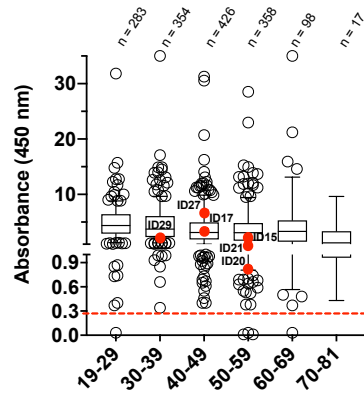 n = 283
n = 354
n = 426
n = 358
n = 98
n = 17
Absorbance (450 nm)
30
20
10
0.9
0.6
0.3
0.0
ID29
ID27
ID17
ID15
ID21
ID20
19-29
30-39
40-49
50-59
60-69
70-81